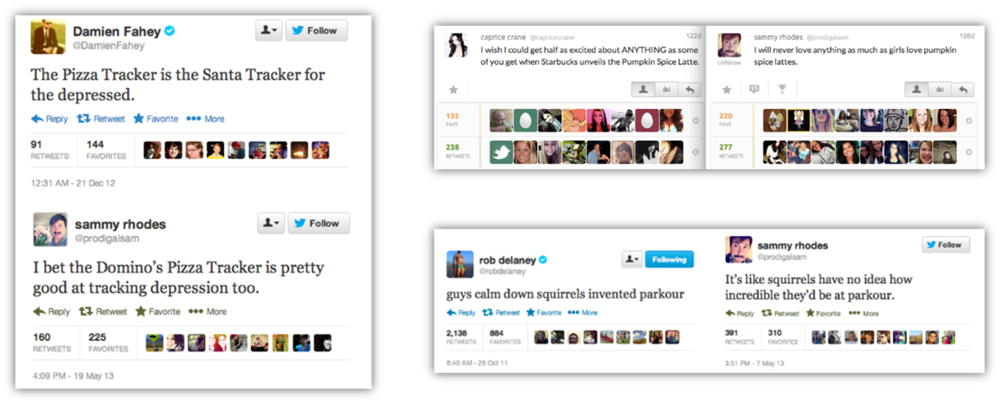 Damien Fahey
@DamienFahey
Follow
The Pizza Tracker is the Santa Tracker for
the depressed.
Reply Retweet Favorite More
91 144
RETWEETS FAVORITES
12:31 AM - 21 Dec 12
sammy rhodes
@prodigalsam
Follow
I bet the Domino's Pizza Tracker is pretty
good at tracking depression too.
Reply Retweet Favorite More
160 225
RETWEETS FAVORITES
4:09 PM - 19 May 13
caprice crane @capricecrane 122d
I wish I could get half as excited about ANYTHING as some
of you get when Starbucks unveils the Pumpkin Spice Latte.
135
FAVS
238
RETWEETS
sammy rhodes @prodigalsam 108d
I will never love anything as much as girls love pumpkin
spice lattes.
Unfollow
220
FAVS
277
RETWEETS
rob delaney
@robdelaney
Following
guys calm down squirrels invented parkour
Reply Retweet Favorite More
2,138 884
RETWEETS FAVORITES
8:40 AM - 29 Oct 11
sammy rhodes
@prodigalsam
Follow
It's like squirrels have no idea how
incredible they'd be at parkour.
Reply Retweet Favorite More
391 310
RETWEETS FAVORITES
3:51 PM - 7 May 13